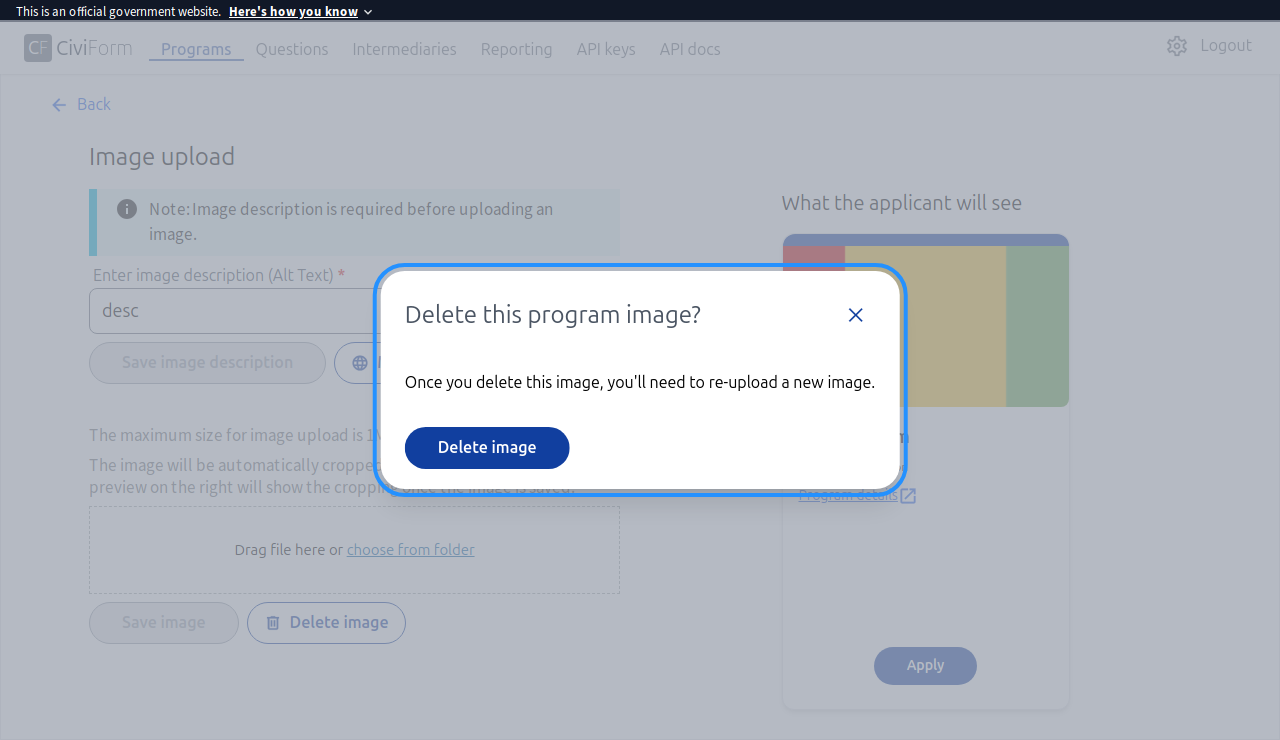 This is an official government website. Here's how you know
CF CiviForm Programs Questions Intermediaries Reporting API keys API docs Logout
Back
Image upload
Note: Image description is required before uploading an
image.
What the applicant will see
Enter image description (Alt Text) *
desc
Save image description
Delete this program image?
Once you delete this image, you'll need to re-upload a new image.
Delete image
The maximum size for image upload is
The image will be automatically cropped
preview on the right will show the cropping once the image is saved.
Program details
Drag file here or choose from folder
Save image
Delete image
Apply